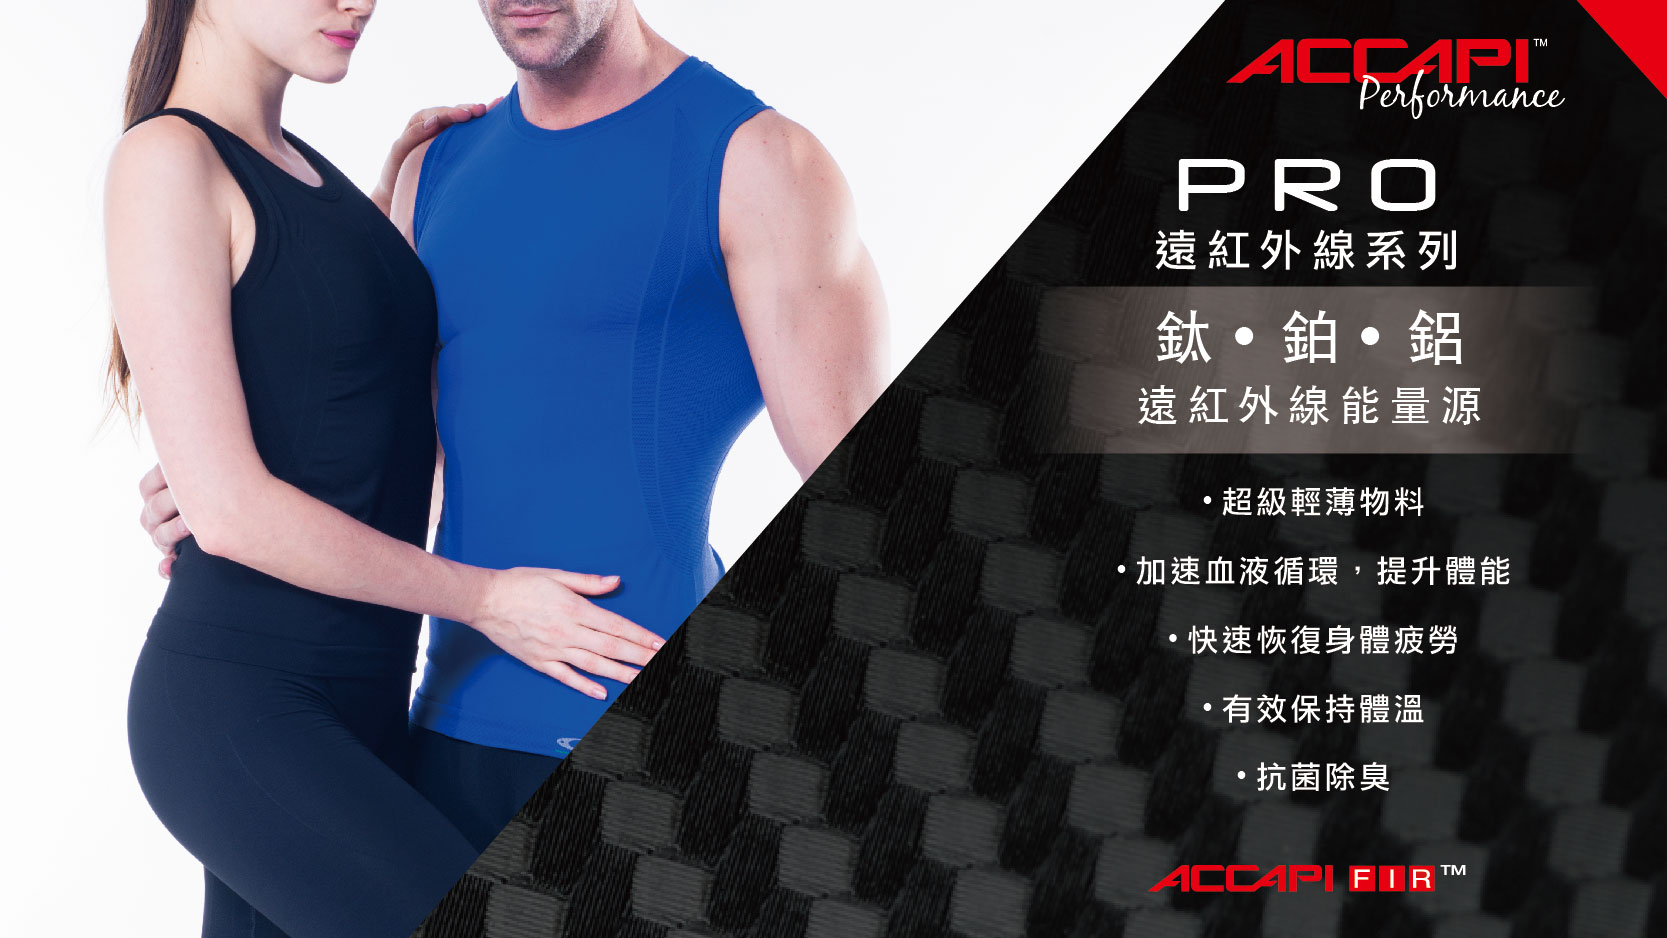 ACCAPI™
Performance
PRO
遠紅外線系列
鈦•鉑•鋁
遠紅外線能量源
•超級輕薄物料
•加速血液循環，提升體能
•快速恢復身體疲勞
•有效保持體溫
•抗菌除臭
ACCAPI FIR™